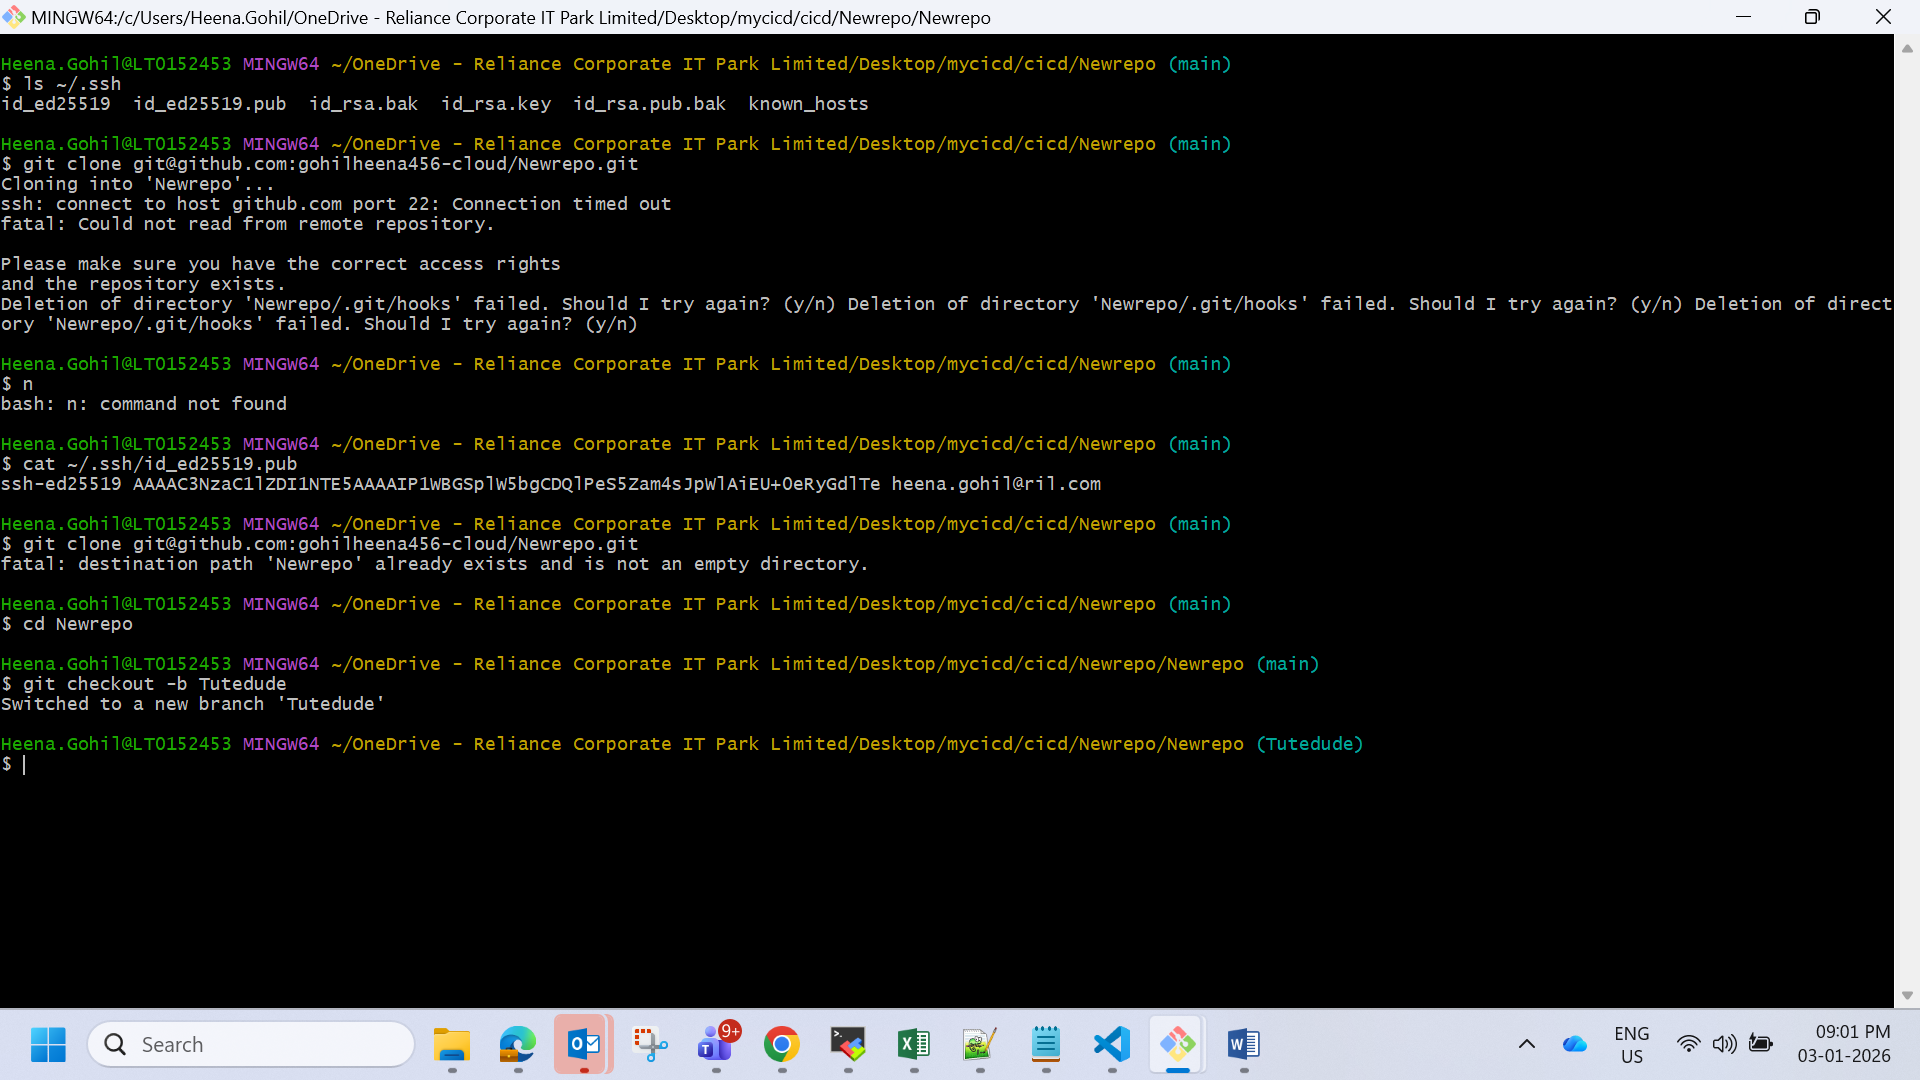 MINGW64:/c/Users/Heena.Gohil/OneDrive - Reliance Corporate IT Park Limited/Desktop/mycicd/cicd/Newrepo/Newrepo
Heena.Gohil@LT0152453 MINGW64 ~/OneDrive - Reliance Corporate IT Park Limited/Desktop/mycicd/cicd/Newrepo (main)
$ ls ~/.ssh
id_ed25519  id_ed25519.pub  id_rsa.bak  id_rsa.key  id_rsa.pub.bak  known_hosts
Heena.Gohil@LT0152453 MINGW64 ~/OneDrive - Reliance Corporate IT Park Limited/Desktop/mycicd/cicd/Newrepo (main)
$ git clone git@github.com:gohilheena456-cloud/Newrepo.git
Cloning into 'Newrepo'...
ssh: connect to host github.com port 22: Connection timed out
fatal: Could not read from remote repository.
Please make sure you have the correct access rights
and the repository exists.
Deletion of directory 'Newrepo/.git/hooks' failed. Should I try again? (y/n) Deletion of directory 'Newrepo/.git/hooks' failed. Should I try again? (y/n) Deletion of direct
ory 'Newrepo/.git/hooks' failed. Should I try again? (y/n)
Heena.Gohil@LT0152453 MINGW64 ~/OneDrive - Reliance Corporate IT Park Limited/Desktop/mycicd/cicd/Newrepo (main)
$ n
bash: n: command not found
Heena.Gohil@LT0152453 MINGW64 ~/OneDrive - Reliance Corporate IT Park Limited/Desktop/mycicd/cicd/Newrepo (main)
$ cat ~/.ssh/id_ed25519.pub
ssh-ed25519 AAAAC3NzaC1lZDI1NTE5AAAAIP1WBGSplW5bgCDQlPeS5Zam4sJpWlAiEU+0eRyGdlTe heena.gohil@ril.com
Heena.Gohil@LT0152453 MINGW64 ~/OneDrive - Reliance Corporate IT Park Limited/Desktop/mycicd/cicd/Newrepo (main)
$ git clone git@github.com:gohilheena456-cloud/Newrepo.git
fatal: destination path 'Newrepo' already exists and is not an empty directory.
Heena.Gohil@LT0152453 MINGW64 ~/OneDrive - Reliance Corporate IT Park Limited/Desktop/mycicd/cicd/Newrepo (main)
$ cd Newrepo
Heena.Gohil@LT0152453 MINGW64 ~/OneDrive - Reliance Corporate IT Park Limited/Desktop/mycicd/cicd/Newrepo/Newrepo (main)
$ git checkout -b Tutedude
Switched to a new branch 'Tutedude'
Heena.Gohil@LT0152453 MINGW64 ~/OneDrive - Reliance Corporate IT Park Limited/Desktop/mycicd/cicd/Newrepo/Newrepo (Tutedude)
$
Search
9+
ENG
US
09:01 PM
03-01-2026